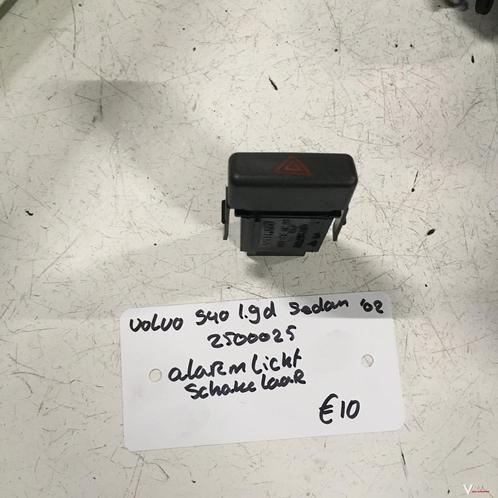 Volvo S40 1.9d Sedan '02
2500025
alarmlicht
schakelaar
€10